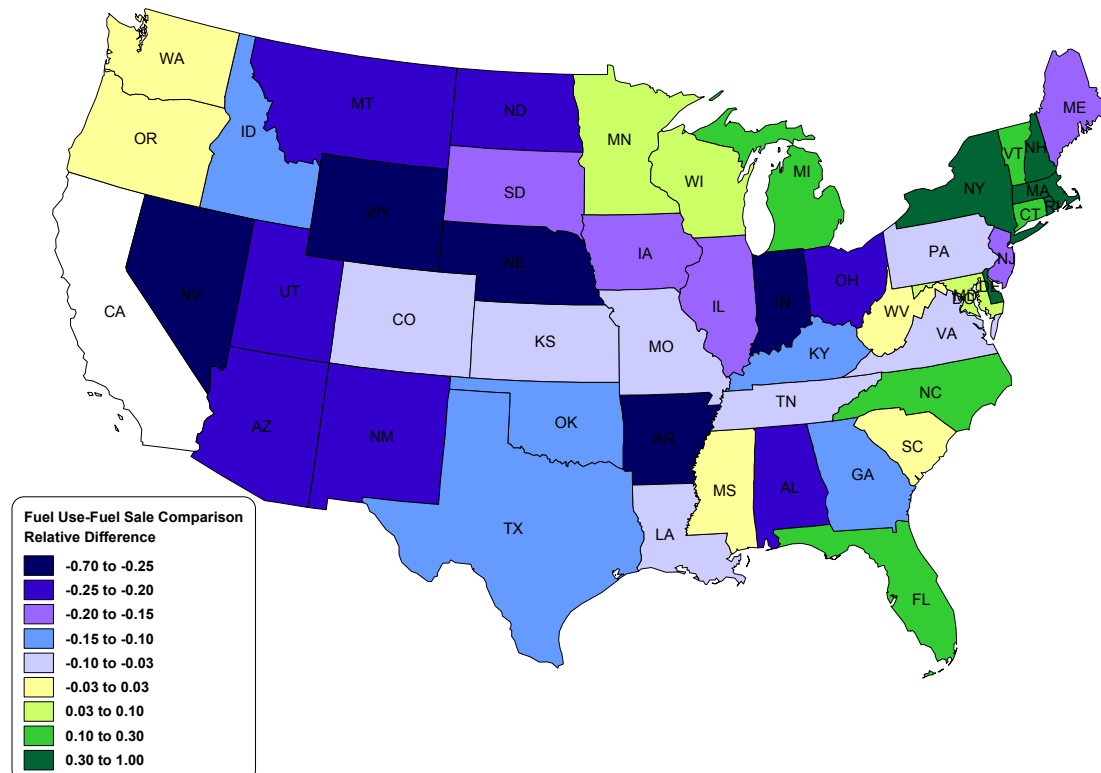 WA
ME
MT
ND
OR
ID
MN
VT
NH
MI
WI
NY
MA
SD
WY
CT
RI
PA
IA
NE
NJ
NV
UT
OH
IN
IL
DE
MD
DC
WV
CA
CO
VA
KS
MO
KY
NC
TN
OK
AZ
NM
AR
SC
GA
MS
AL
TX
LA
FL
Fuel Use-Fuel Sale Comparison
Relative Difference
-0.70 to -0.25
-0.25 to -0.20
-0.20 to -0.15
-0.15 to -0.10
-0.10 to -0.03
-0.03 to 0.03
0.03 to 0.10
0.10 to 0.30
0.30 to 1.00